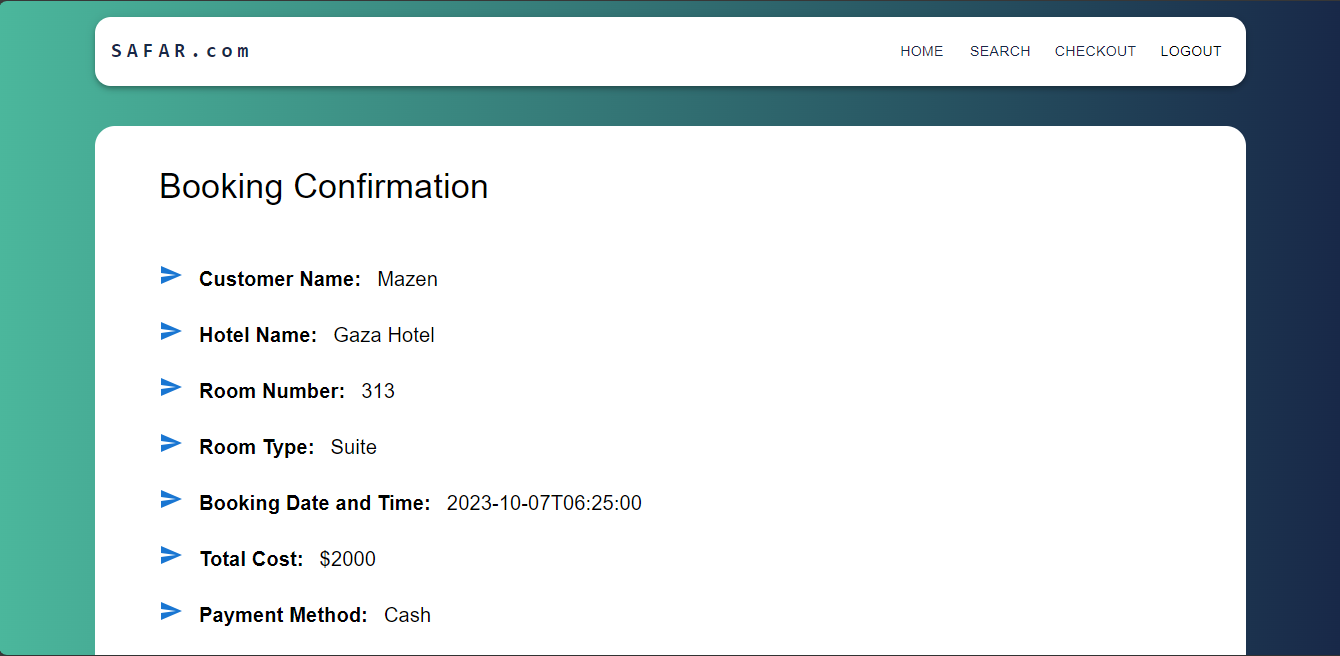 SAFAR.com
HOME SEARCH CHECKOUT LOGOUT
Booking Confirmation
Customer Name: Mazen
Hotel Name: Gaza Hotel
Room Number: 313
Room Type: Suite
Booking Date and Time: 2023-10-07T06:25:00
Total Cost: $2000
Payment Method: Cash